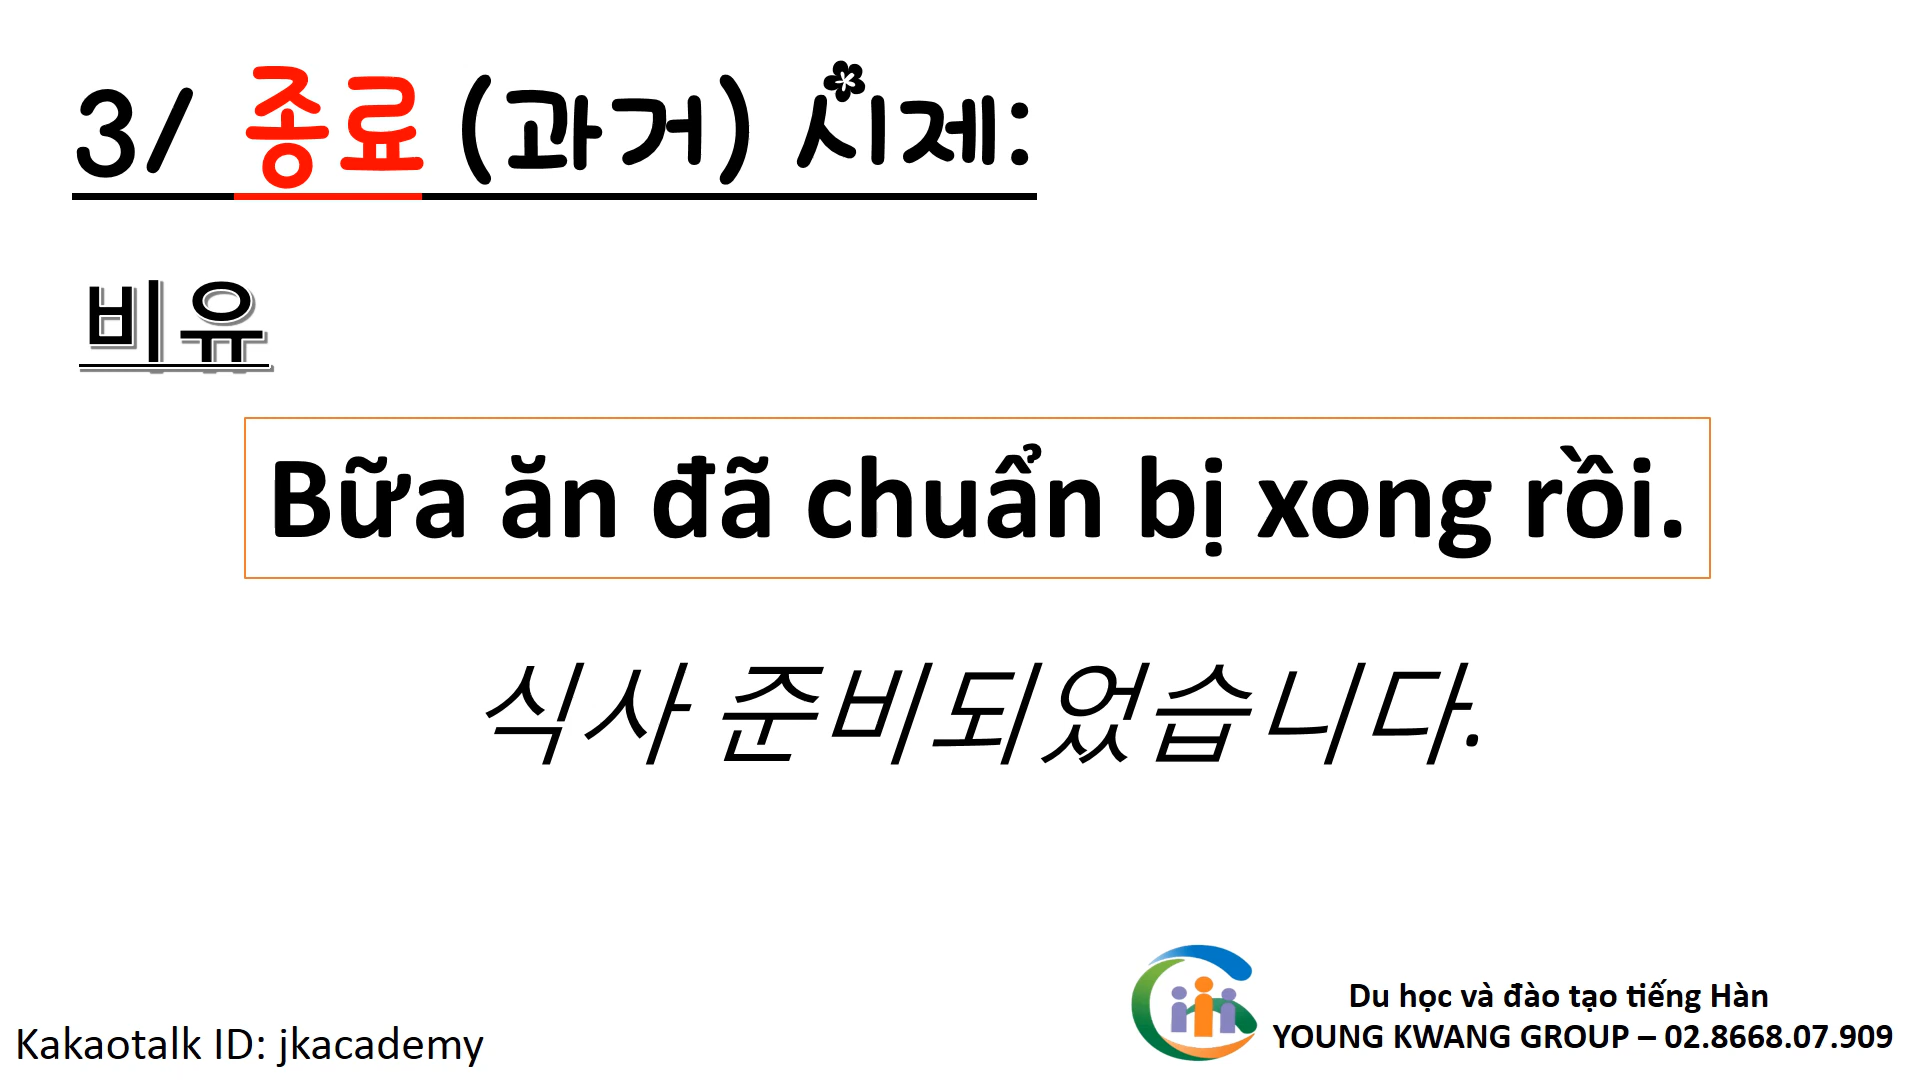 3/ 종료 (과거) 시제:
비유
Bữa ăn đã chuẩn bị xong rồi.
식사 준비되었습니다.
Du học và đào tạo tiếng Hàn
YOUNG KWANG GROUP – 02.8668.07.909
Kakaotalk ID: jkacademy